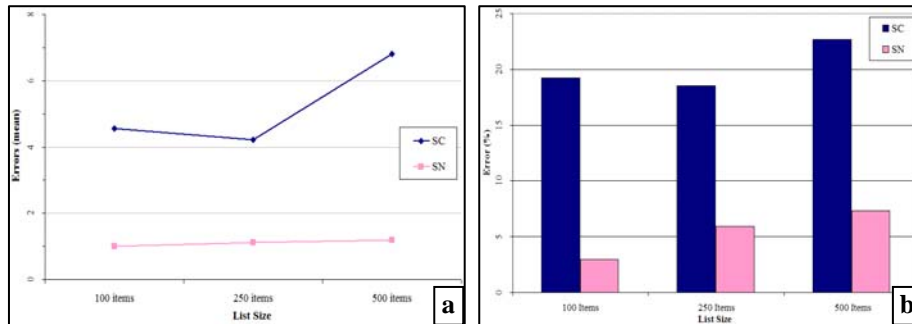 8
6
4
2
0
Errors (mean)
SC
SN
100 items
250 items
500 items
List Size
a
25
20
15
10
5
0
Error (%)
SC
SN
100 Items
250 Items
500 Items
List Size
b